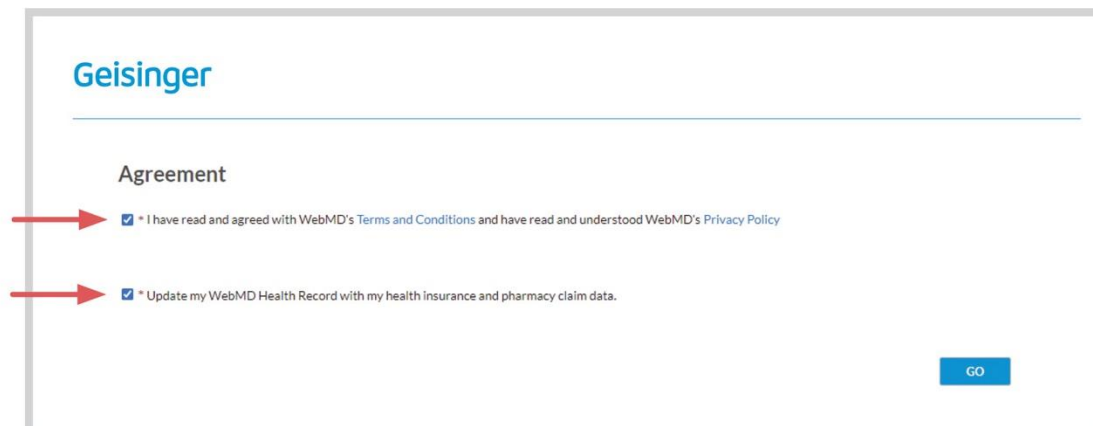 Geisinger
Agreement
* I have read and agreed with WebMD's Terms and Conditions and have read and understood WebMD's Privacy Policy
* Update my WebMD Health Record with my health insurance and pharmacy claim data.
GO